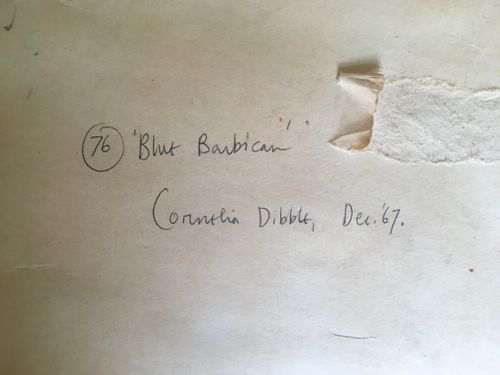 76 'Blue Barbican'
Cornelia Dibble, Dec. '67.